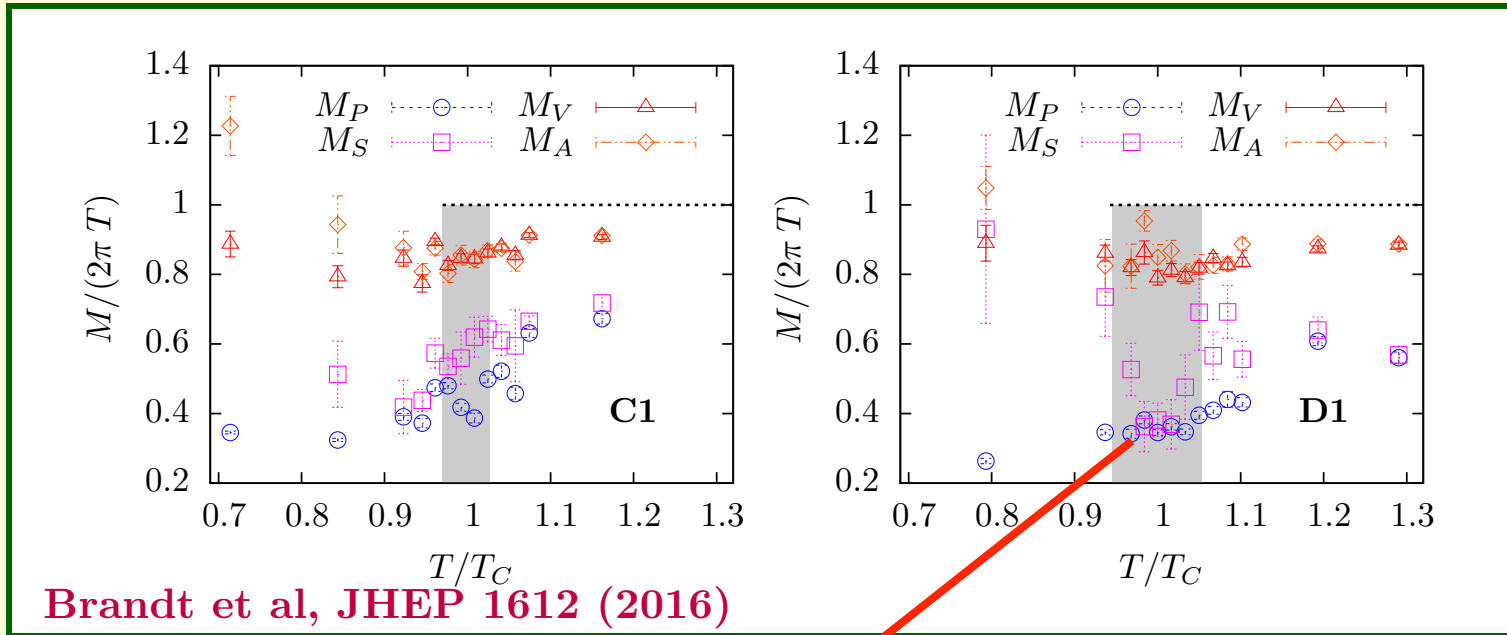 1.4
1.2
1
0.8
0.6
0.4
0.2
M/(2π T)
M_P
M_S
M_V
M_A
C1
0.7 0.8 0.9 1 1.1 1.2 1.3
T/T_C
1.4
1.2
1
0.8
0.6
0.4
0.2
M/(2π T)
M_P
M_S
M_V
M_A
D1
0.7 0.8 0.9 1 1.1 1.2 1.3
T/T_C
Brandt et al, JHEP 1612 (2016)